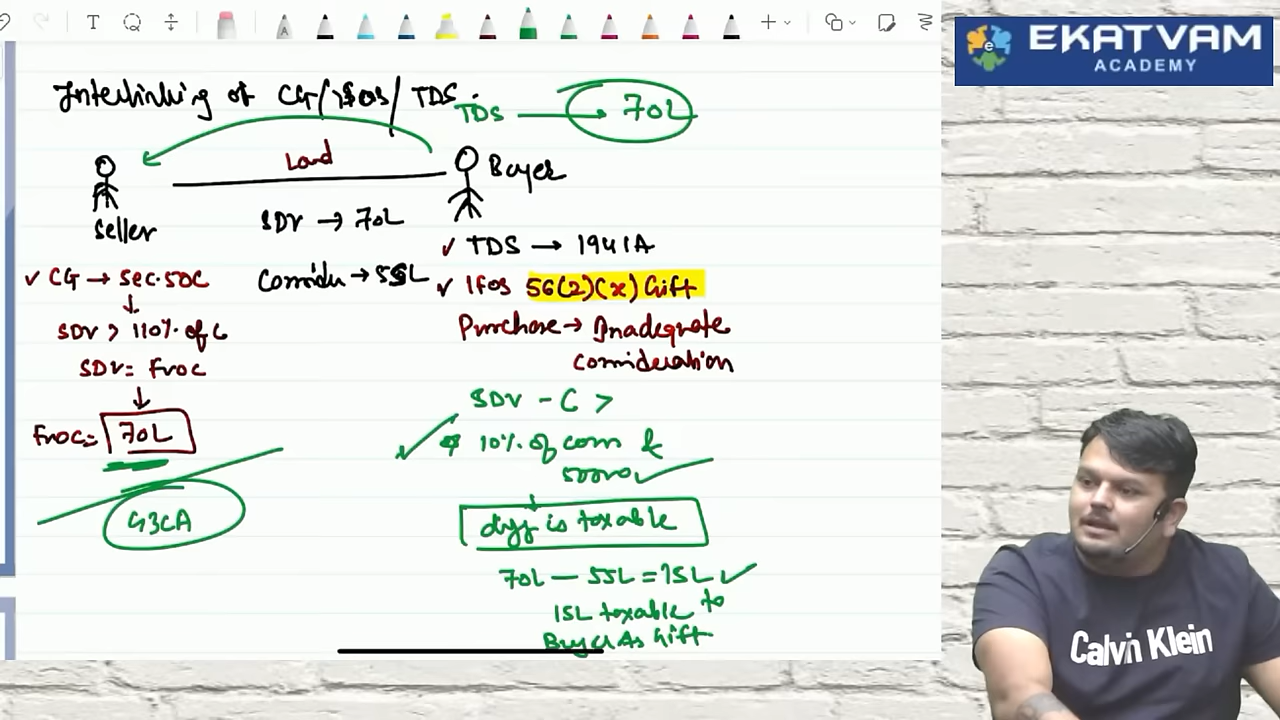 Interlinking of CG/IFOS/TDS.
TDS → 70L
Land
Buyer
Seller
SDV → 70L
Consider → 55L
✓ TDS → 194IA
✓ IFOS 56(2)(x) Gift
Purchase → Inadequate
consideration
SDV - C >
10% of con &
50000 ✓
diff is taxable
70L - 55L = 15L ✓
15L taxable to
Buyer As Gift
✓ CG → Sec.50C
↓
SDV > 110% of C
SDV = FVOC
↓
FVOC = 70L
43CA
EKATVAM
ACADEMY
Calvin Klein